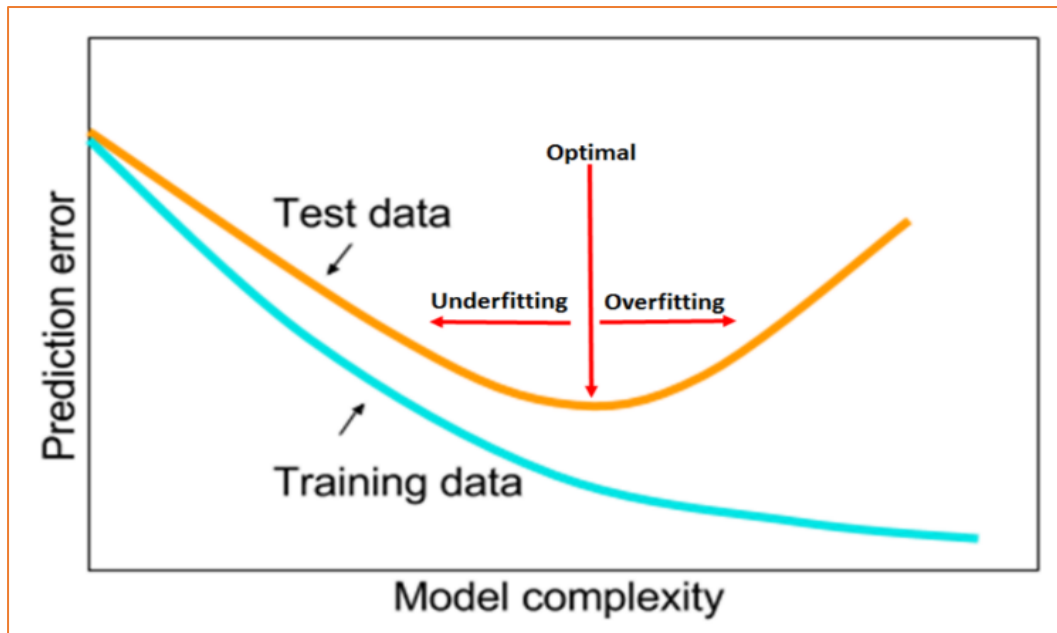 Optimal
Test data
Underfitting
Overfitting
Prediction error
Training data
Model complexity